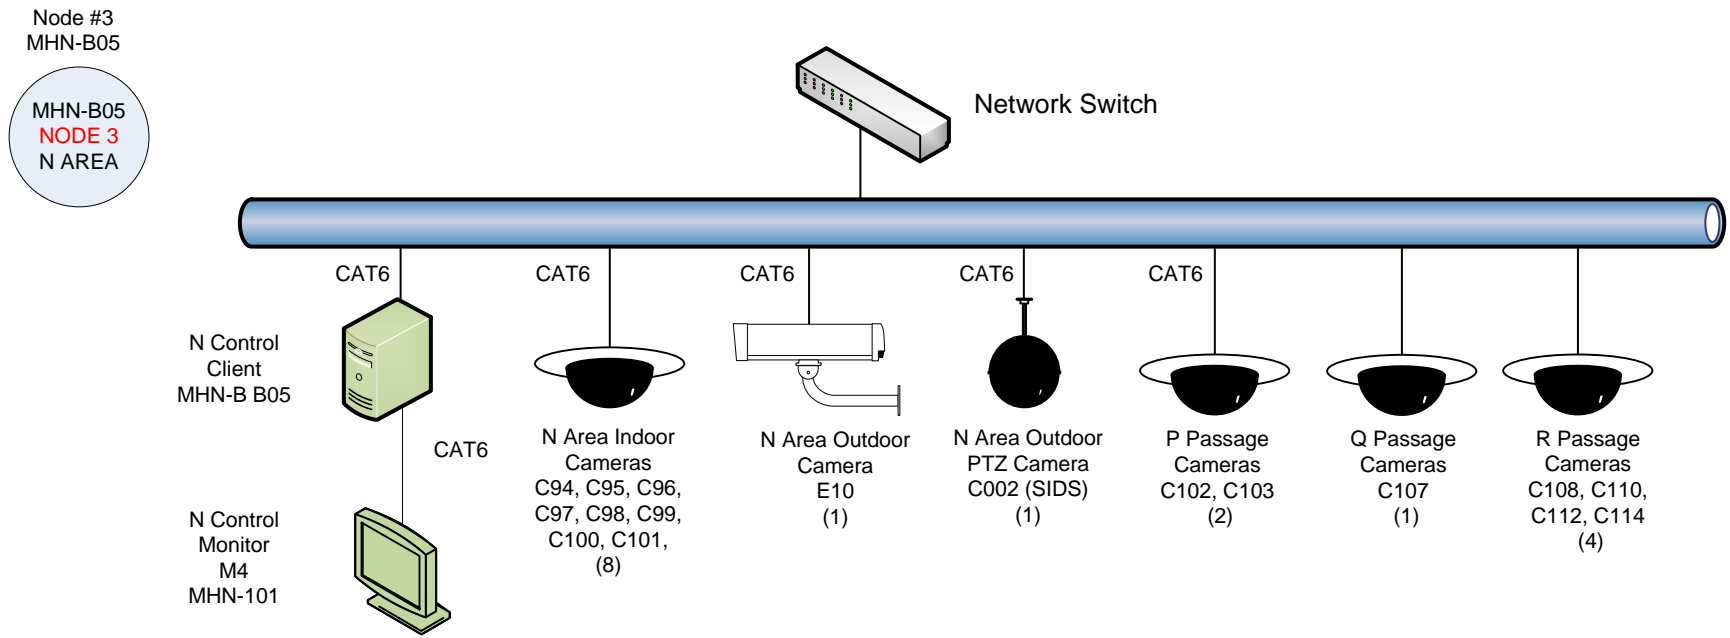 Node #3
MHN-B05
MHN-B05
NODE 3
N AREA
Network Switch
CAT6
CAT6
CAT6
CAT6
CAT6
N Control
Client
MHN-B B05
CAT6
N Control
Monitor
M4
MHN-101
N Area Indoor
Cameras
C94, C95, C96,
C97, C98, C99,
C100, C101,
(8)
N Area Outdoor
Camera
E10
(1)
N Area Outdoor
PTZ Camera
C002 (SIDS)
(1)
P Passage
Cameras
C102, C103
(2)
Q Passage
Cameras
C107
(1)
R Passage
Cameras
C108, C110,
C112, C114
(4)